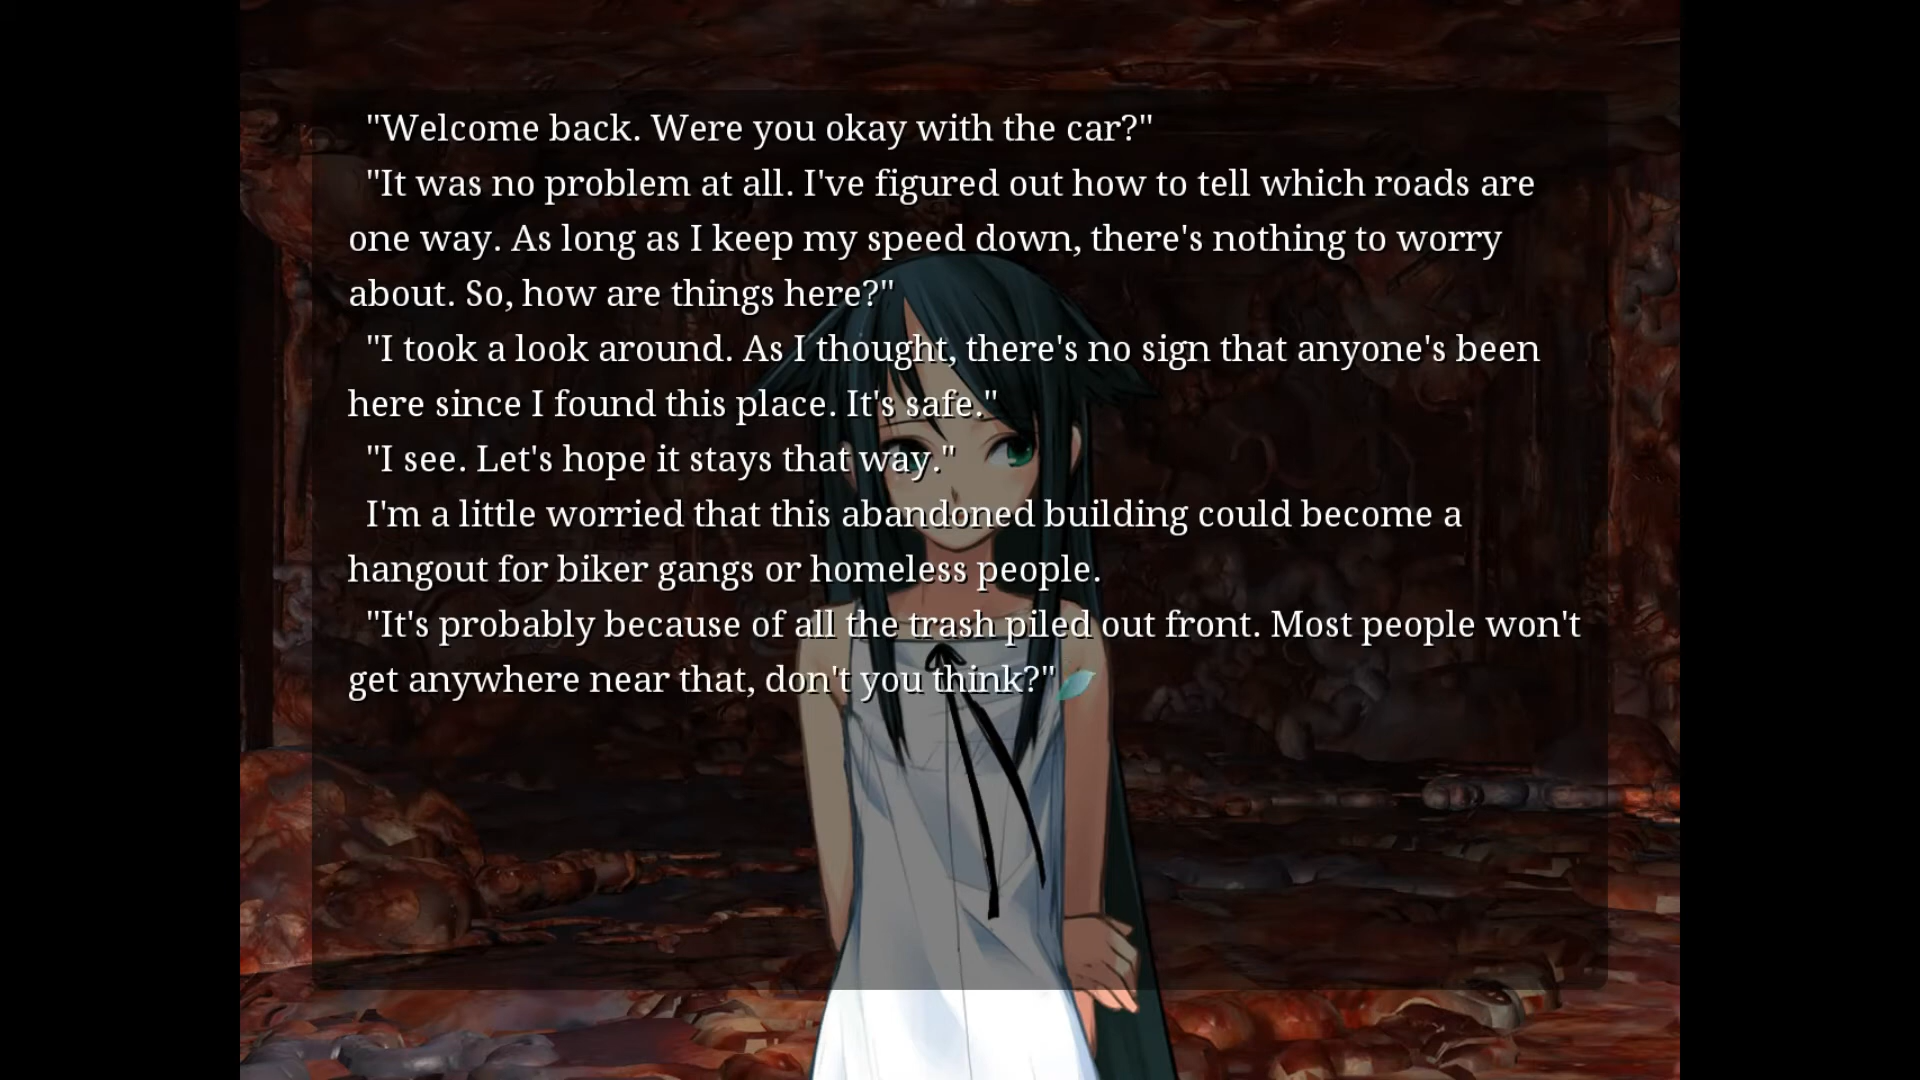 "Welcome back. Were you okay with the car?"
"It was no problem at all. I've figured out how to tell which roads are
one way. As long as I keep my speed down, there's nothing to worry
about. So, how are things here?"
"I took a look around. As I thought, there's no sign that anyone's been
here since I found this place. It's safe."
"I see. Let's hope it stays that way."
I'm a little worried that this abandoned building could become a
hangout for biker gangs or homeless people.
"It's probably because of all the trash piled out front. Most people won't
get anywhere near that, don't you think?"